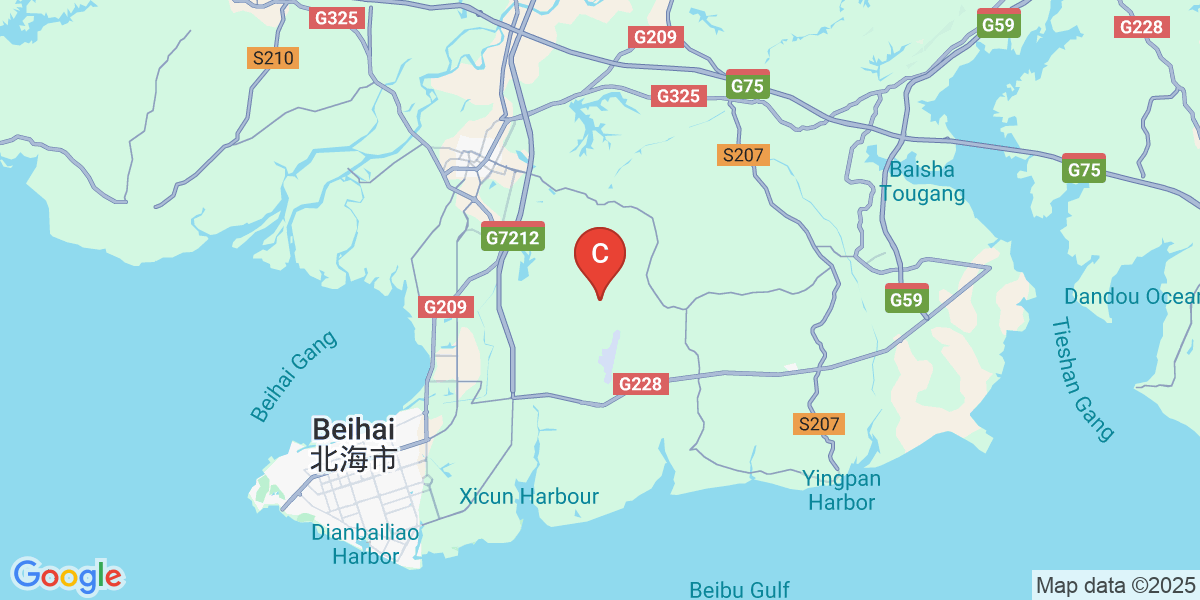 G325
G59
G228
G209
S210
G75
G325
S207
Baisha
Tougang
G75
G7212
C
G209
G59
Dandou Ocean
Beihai Gang
Tieshan Gang
G228
Beihai
北海市
S207
Xicun Harbour
Yingpan
Harbor
Dianbailiao
Harbor
Beibu Gulf
Google
Map data ©2025